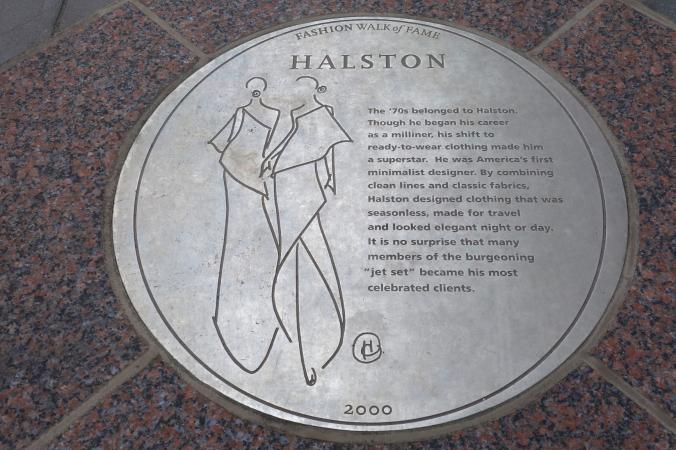 FASHION WALK of FAME
HALSTON
The '70s belonged to Halston.
Though he began his career
as a milliner, his shift to
ready-to-wear clothing made him
a superstar. He was America's first
minimalist designer. By combining
clean lines and classic fabrics,
Halston designed clothing that was
seasonless, made for travel
and looked elegant night or day.
It is no surprise that many
members of the burgeoning
"jet set" became his most
celebrated clients.
H
2000